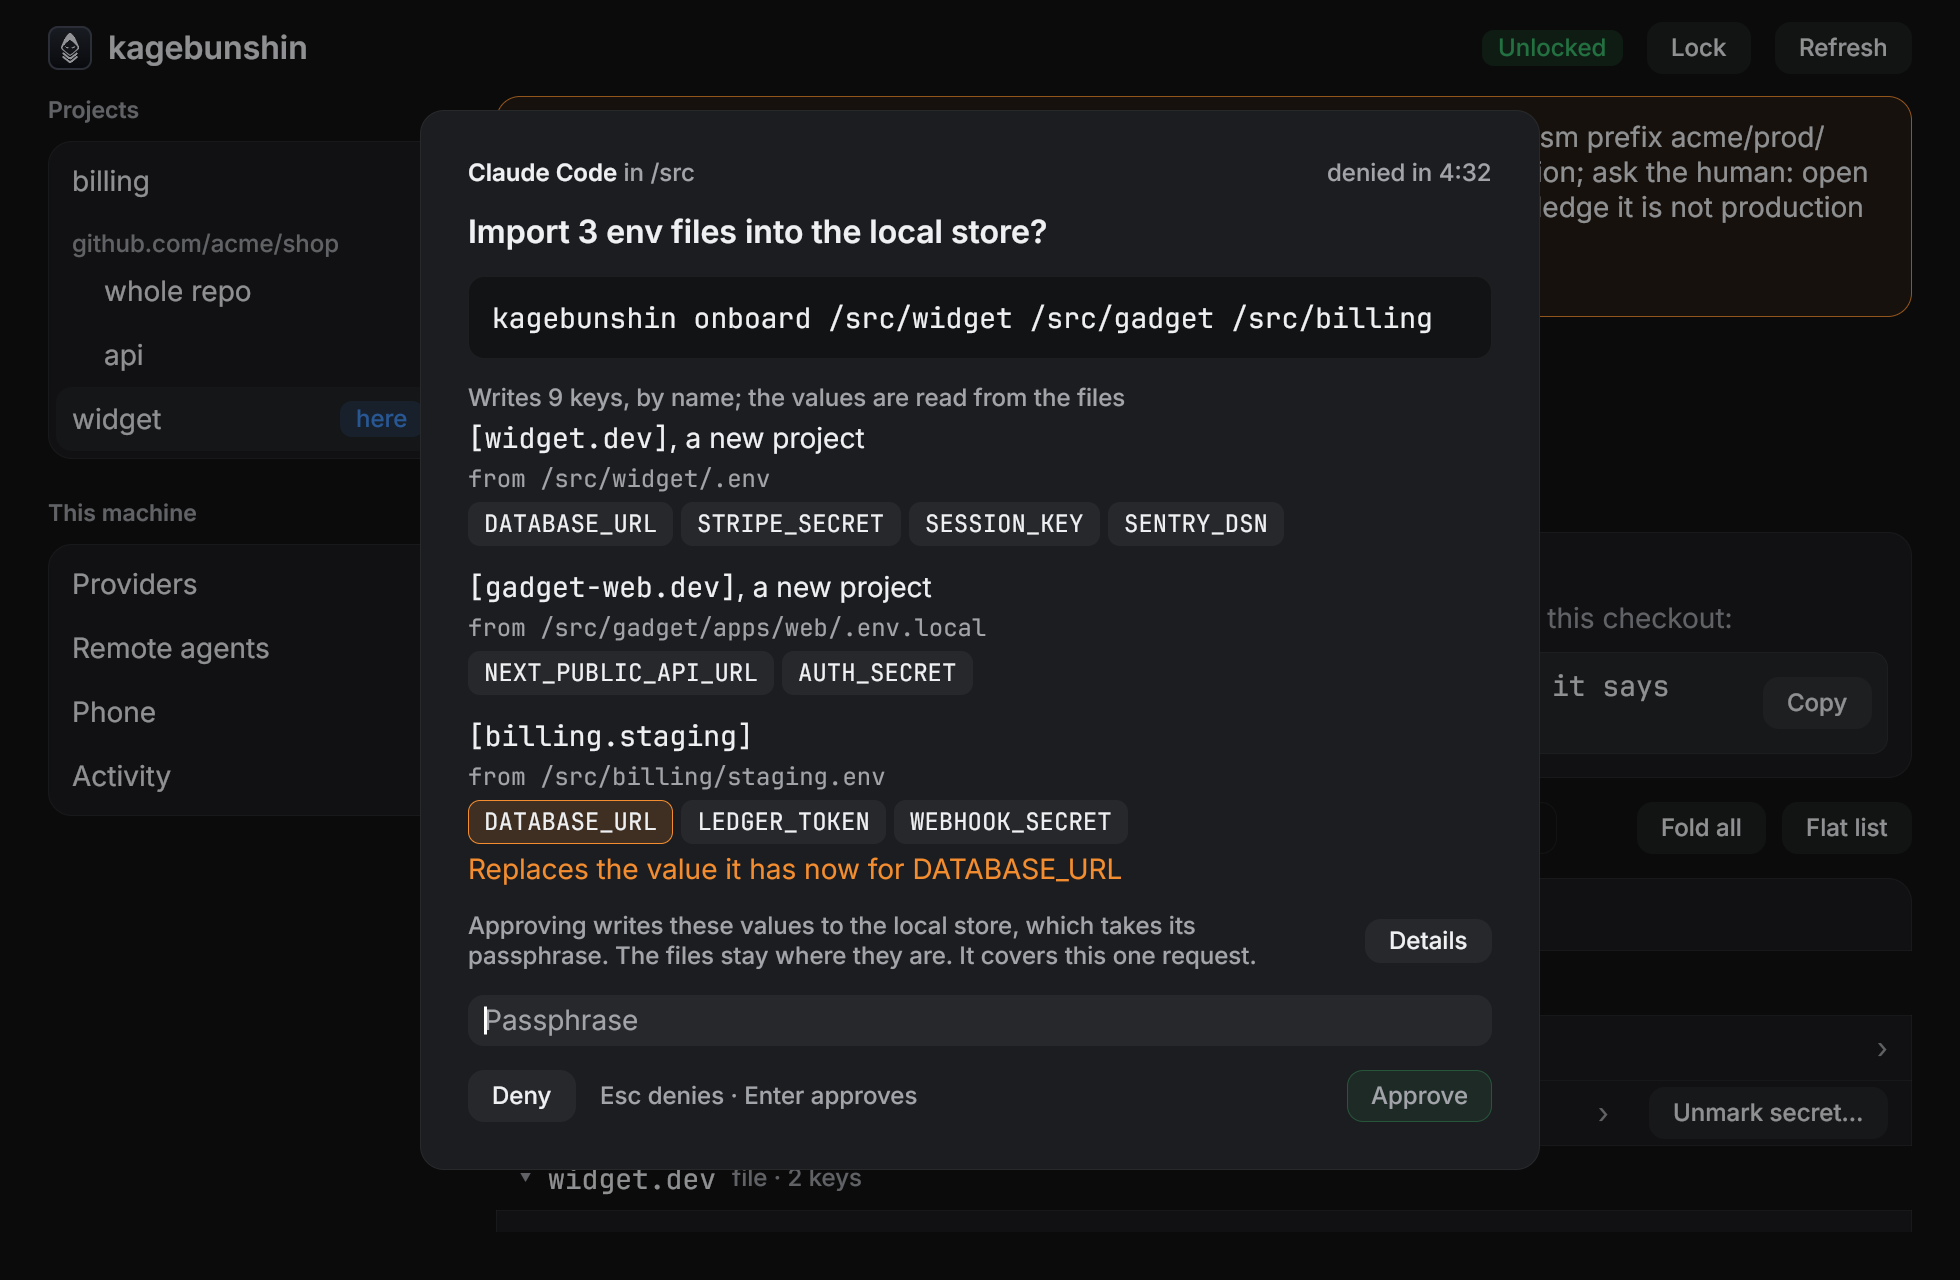 kagebunshin
Unlocked
Lock
Refresh
Projects
billing
github.com/acme/shop
whole repo
api
widget
here
This machine
Providers
Remote agents
Phone
Activity
sm prefix acme/prod/
ion; ask the human: open
ledge it is not production
this checkout:
it says
Copy
Fold all
Flat list
Unmark secret...
widget.dev file · 2 keys
Claude Code in /src
denied in 4:32
Import 3 env files into the local store?
kagebunshin onboard /src/widget /src/gadget /src/billing
Writes 9 keys, by name; the values are read from the files
[widget.dev], a new project
from /src/widget/.env
DATABASE_URL STRIPE_SECRET SESSION_KEY SENTRY_DSN
[gadget-web.dev], a new project
from /src/gadget/apps/web/.env.local
NEXT_PUBLIC_API_URL AUTH_SECRET
[billing.staging]
from /src/billing/staging.env
DATABASE_URL LEDGER_TOKEN WEBHOOK_SECRET
Replaces the value it has now for DATABASE_URL
Approving writes these values to the local store, which takes its
passphrase. The files stay where they are. It covers this one request.
Details
Passphrase
Deny
Esc denies · Enter approves
Approve